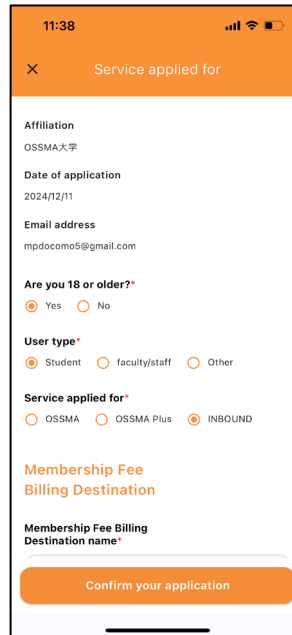 11:38
Service applied for
Affiliation
OSSMA大学
Date of application
2024/12/11
Email address
mpdocomo5@gmail.com
Are you 18 or older?*
Yes No
User type*
Student faculty/staff Other
Service applied for*
OSSMA OSSMA Plus INBOUND
Membership Fee
Billing Destination
Membership Fee Billing
Destination name*
Confirm your application